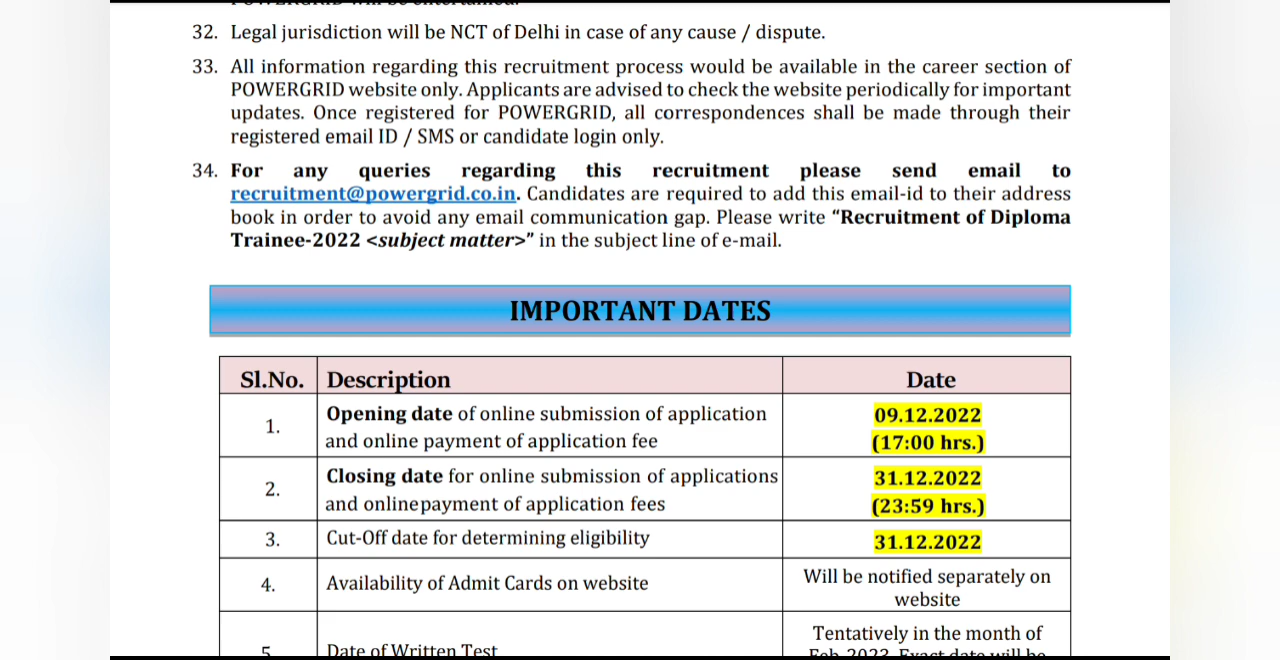 32. Legal jurisdiction will be NCT of Delhi in case of any cause / dispute.
33. All information regarding this recruitment process would be available in the career section of
POWERGRID website only. Applicants are advised to check the website periodically for important
updates. Once registered for POWERGRID, all correspondences shall be made through their
registered email ID / SMS or candidate login only.
34. For any queries regarding this recruitment please send email to
recruitment@powergrid.co.in. Candidates are required to add this email-id to their address
book in order to avoid any email communication gap. Please write “Recruitment of Diploma
Trainee-2022 <subject matter>” in the subject line of e-mail.
IMPORTANT DATES
Sl.No. Description Date
1. Opening date of online submission of application
and online payment of application fee
09.12.2022
(17:00 hrs.)
2. Closing date for online submission of applications
and onlinepayment of application fees
31.12.2022
(23:59 hrs.)
3. Cut-Off date for determining eligibility 31.12.2022
4. Availability of Admit Cards on website
Will be notified separately on
website
5. Date of Written Test
Tentatively in the month of
Feb 2023. Exact date will be